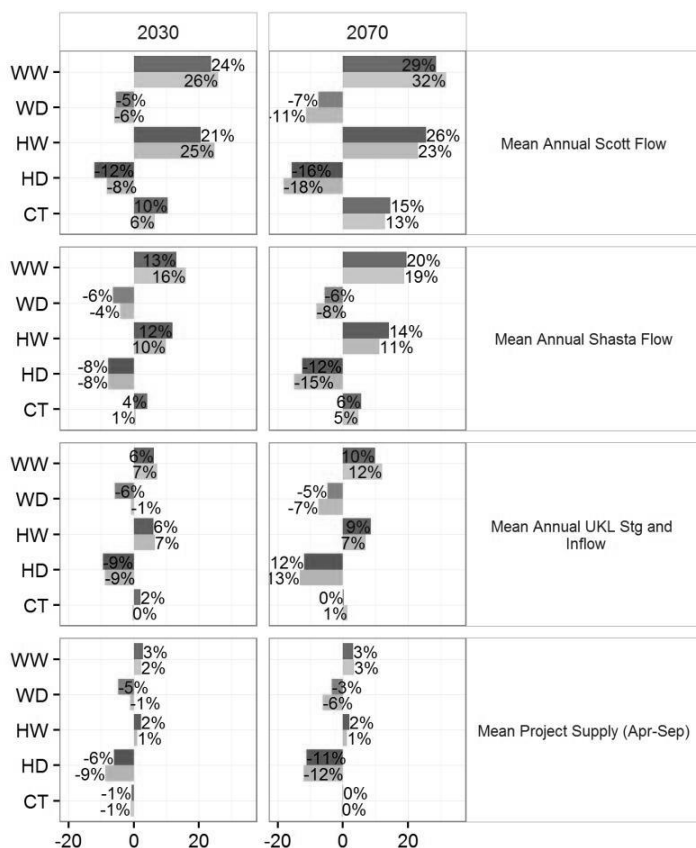 2030 2070
WW 24% 29%
26% 32%
WD -5% -7%
-6% -11%
HW 21% 26%
25% 23%
HD -12% -16%
-8% -18%
CT 10% 15%
6% 13%
Mean Annual Scott Flow
WW 13% 20%
16% 19%
WD -6% -6%
-4% -8%
HW 12% 14%
10% 11%
HD -8% -12%
-8% -15%
CT 4% 6%
1% 5%
Mean Annual Shasta Flow
WW 6% 10%
7% 12%
WD -6% -5%
-1% -7%
HW 6% 9%
7% 7%
HD -9% 12%
-9% 13%
CT 2% 0%
0% 1%
Mean Annual UKL Stg and
Inflow
WW 3% 3%
2% 3%
WD -5% -3%
-1% -6%
HW 2% 2%
1% 1%
HD -6% -11%
-9% -12%
CT -1% 0%
-1% 0%
Mean Project Supply (Apr-Sep)
-20 0 20 -20 0 20